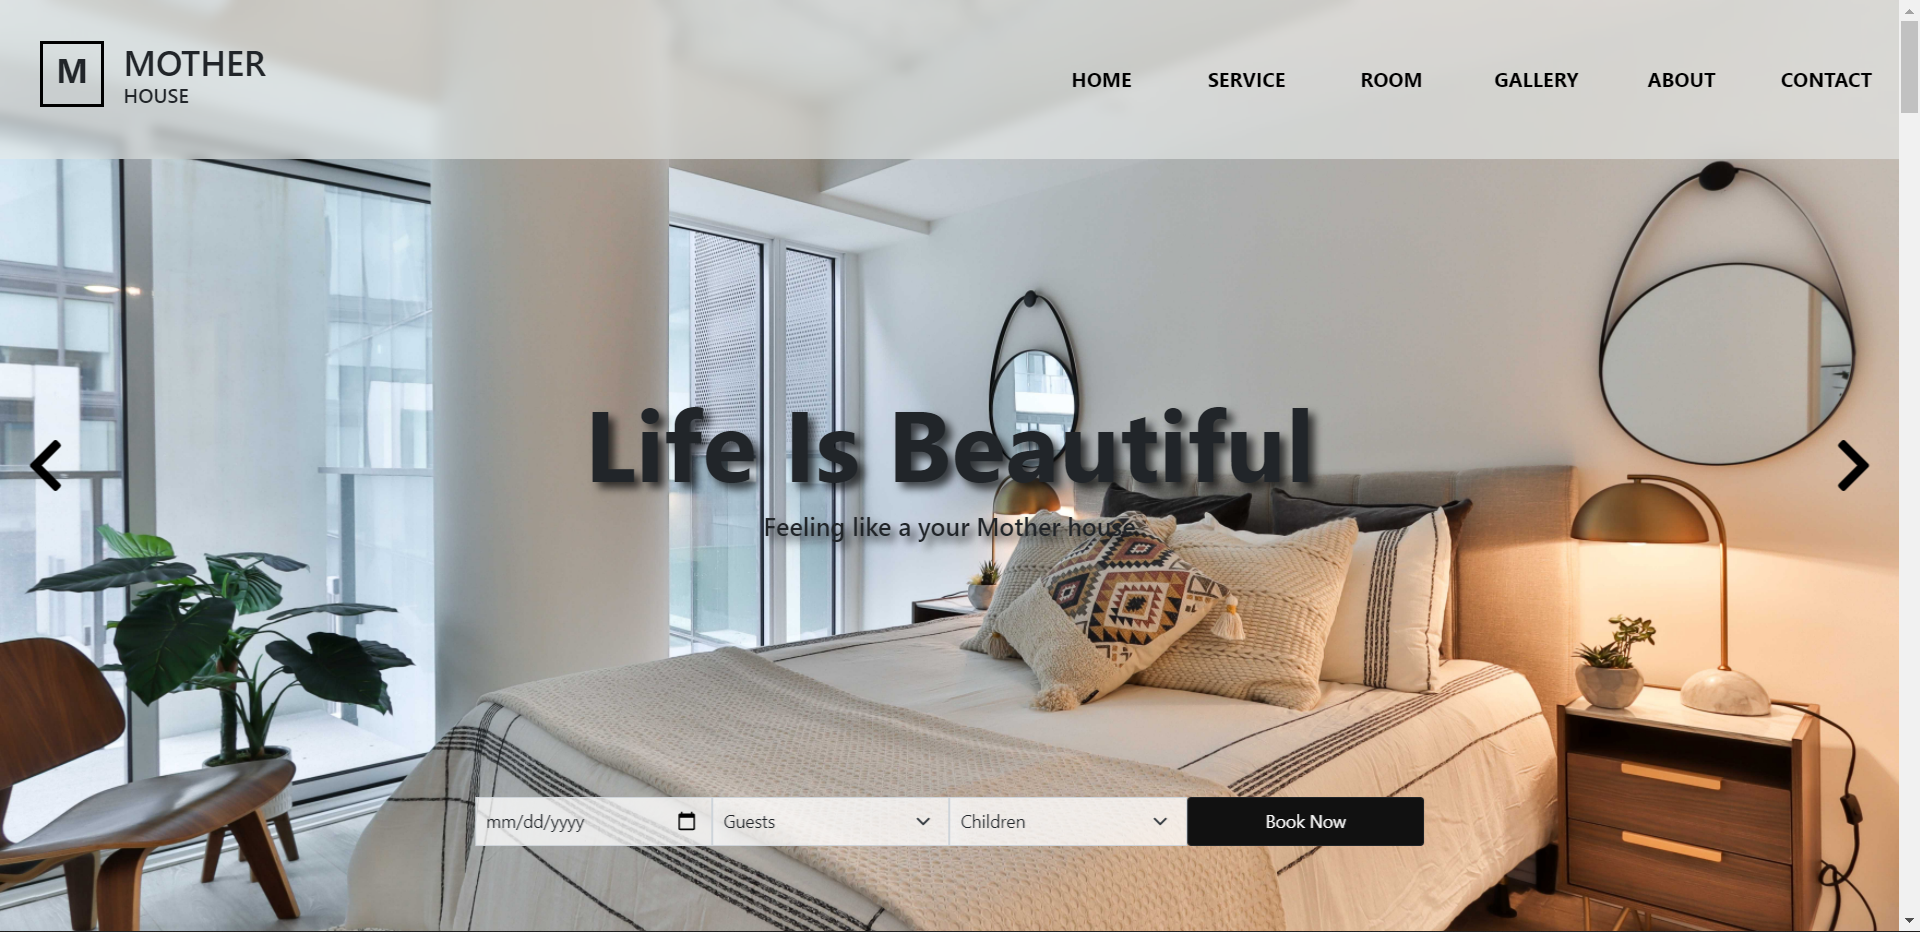 M
MOTHER
HOUSE
HOME SERVICE ROOM GALLERY ABOUT CONTACT
Life Is Beautiful
Feeling like a your Mother house.
mm/dd/yyyy Guests Children Book Now